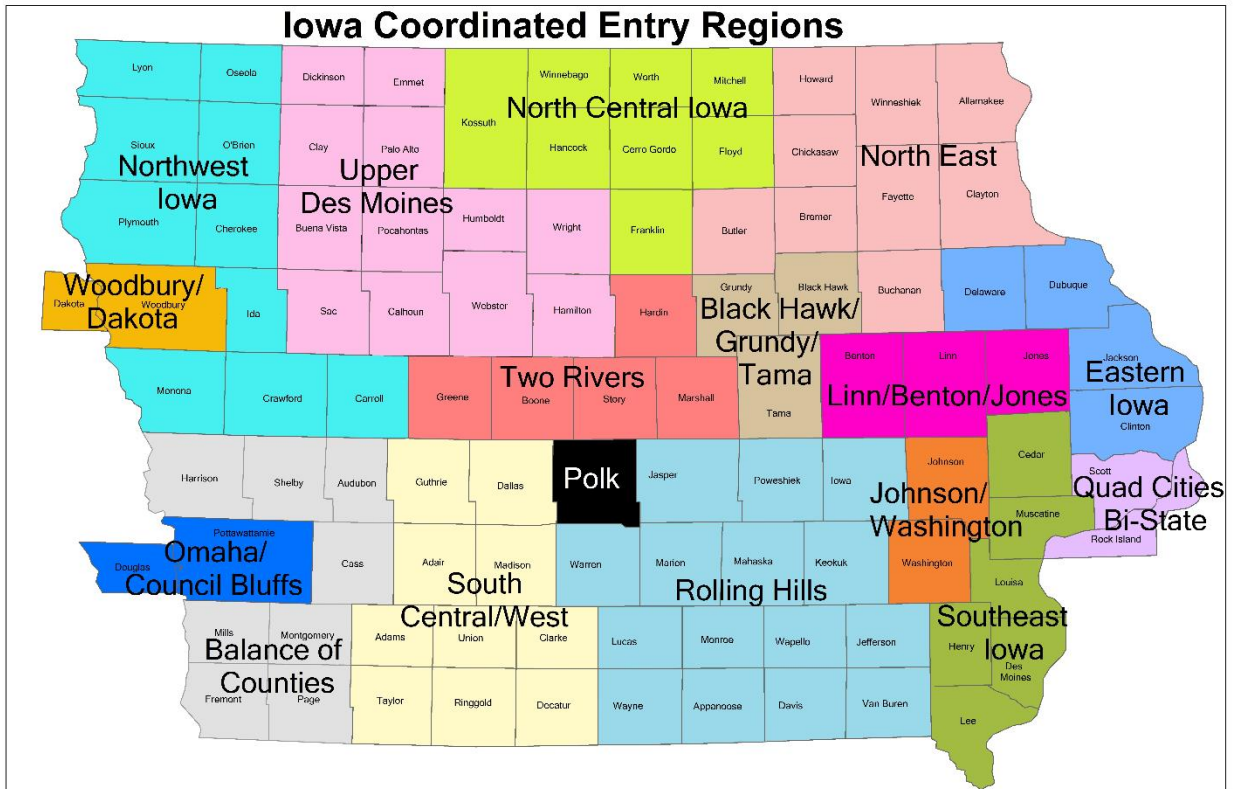 Iowa Coordinated Entry Regions
Lyon
Oseola
Dickinson
Emmet
Winnebago
Worth
Mitchell
Howard
Winneshiek
Allamakee
Kossuth
North Central Iowa
Sioux
O'Brien
Clay
Palo Alto
Hancock
Cerro Gordo
Floyd
Chickasaw
North East
Northwest
Iowa
Upper
Des Moines
Plymouth
Cherokee
Buena Vista
Pocahontas
Humboldt
Wright
Franklin
Butler
Bremer
Fayette
Clayton
Woodbury/
Dakota
Dakota
Woodbury
Ida
Sac
Calhoun
Webstor
Hamilton
Hardin
Grundy
Black Hawk
Black Hawk/
Grundy/
Tama
Buchanan
Delaware
Dubuque
Monona
Crawford
Carroll
Two Rivers
Greene
Boone
Story
Marshall
Tama
Benton
Linn
Jones
Linn/Benton/Jones
Jackson
Eastern
Iowa
Clinton
Harrison
Shelby
Audubon
Guthrie
Dallas
Polk
Jasper
Poweshiek
Iowa
Johnson
Johnson/
Washington
Cedar
Muscatine
Scott
Quad Cities
Bi-State
Rock Island
Pottawattamie
Douglas
Omaha/
Council Bluffs
Cass
Adair
Madison
South
Central/West
Warron
Marion
Mahaska
Keokuk
Rolling Hills
Washington
Louisa
Southeast
Iowa
Mills
Montgomery
Balance of
Counties
Fremont
Page
Adams
Union
Clarke
Lucas
Monroe
Wapello
Jefferson
Henry
Des
Moines
Taylor
Ringgold
Decatur
Wayne
Appanoose
Davis
Van Buren
Lee